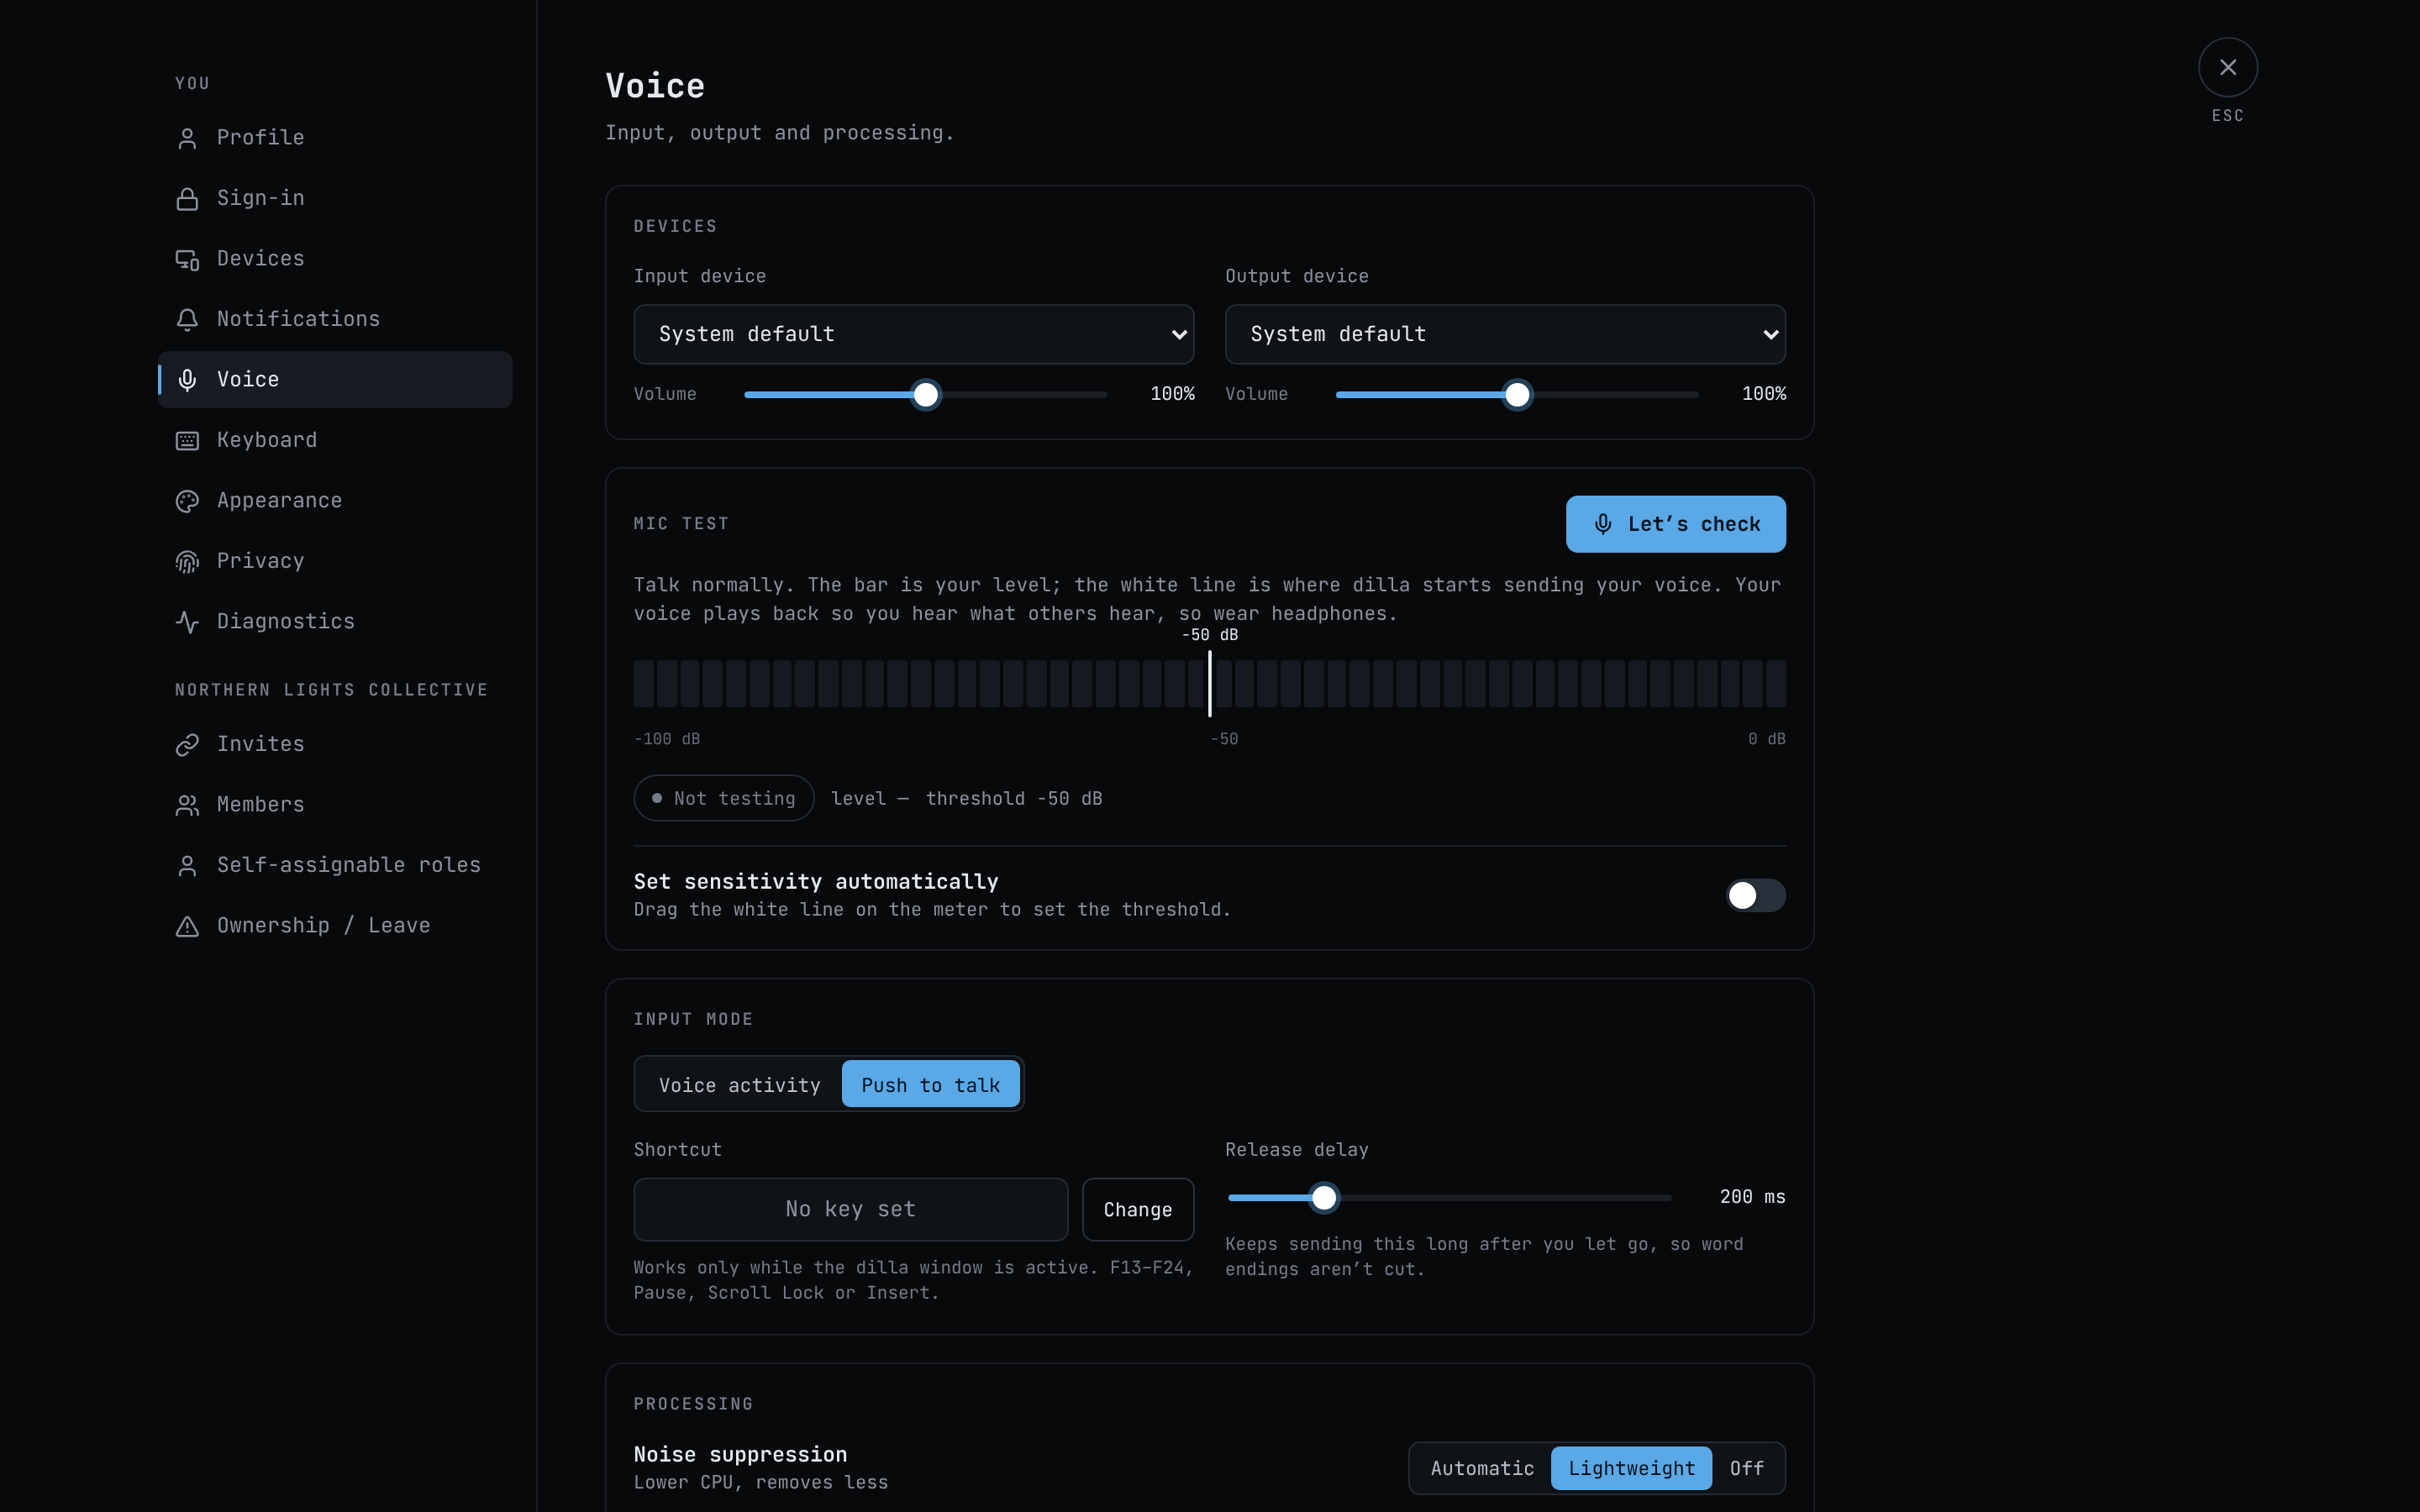 YOU
Profile
Sign-in
Devices
Notifications
Voice
Keyboard
Appearance
Privacy
Diagnostics
NORTHERN LIGHTS COLLECTIVE
Invites
Members
Self-assignable roles
Ownership / Leave
Voice
Input, output and processing.
ESC
DEVICES
Input device
System default
Volume 100%
Output device
System default
Volume 100%
MIC TEST
Let’s check
Talk normally. The bar is your level; the white line is where dilla starts sending your voice. Your
voice plays back so you hear what others hear, so wear headphones.
-50 dB
-100 dB -50 0 dB
Not testing level — threshold -50 dB
Set sensitivity automatically
Drag the white line on the meter to set the threshold.
INPUT MODE
Voice activity Push to talk
Shortcut
No key set Change
Works only while the dilla window is active. F13–F24,
Pause, Scroll Lock or Insert.
Release delay
200 ms
Keeps sending this long after you let go, so word
endings aren’t cut.
PROCESSING
Noise suppression
Lower CPU, removes less
Automatic Lightweight Off